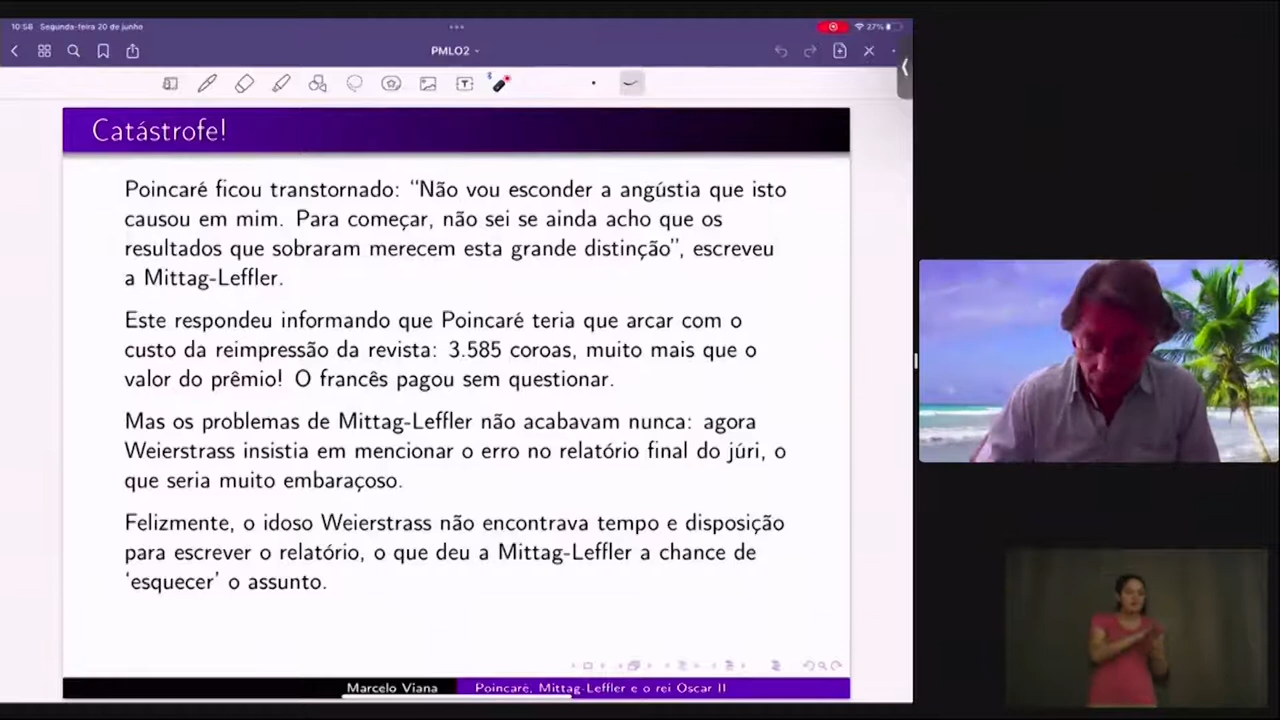 10:58 Segunda-feira 20 de junho
27%
PMLO2
Catástrofe!
Poincaré ficou transtornado: “Não vou esconder a angústia que isto
causou em mim. Para começar, não sei se ainda acho que os
resultados que sobraram merecem esta grande distinção”, escreveu
a Mittag-Leffler.
Este respondeu informando que Poincaré teria que arcar com o
custo da reimpressão da revista: 3.585 coroas, muito mais que o
valor do prêmio! O francês pagou sem questionar.
Mas os problemas de Mittag-Leffler não acabavam nunca: agora
Weierstrass insistia em mencionar o erro no relatório final do júri, o
que seria muito embaraçoso.
Felizmente, o idoso Weierstrass não encontrava tempo e disposição
para escrever o relatório, o que deu a Mittag-Leffler a chance de
‘esquecer’ o assunto.
Marcelo Viana Poincaré, Mittag-Leffler e o rei Oscar II